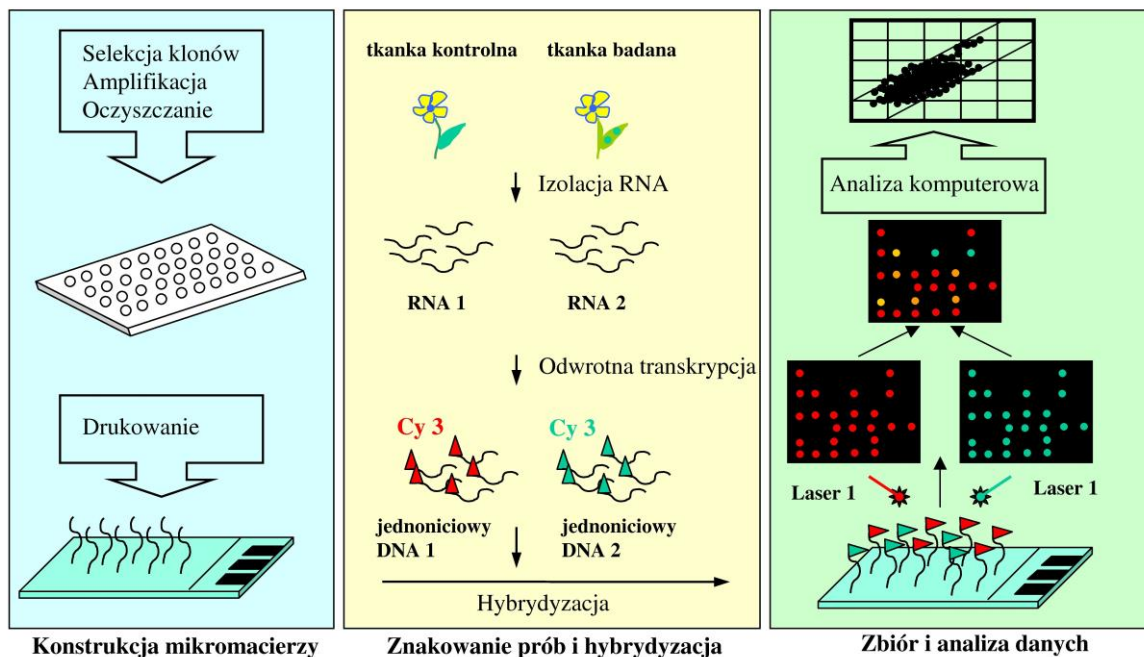 Selekcja klonów
Amplifikacja
Oczyszczanie
Drukowanie
Konstrukcja mikromacierzy
tkanka kontrolna
tkanka badana
Izolacja RNA
RNA 1
RNA 2
Odwrotna transkrypcja
Cy 3
Cy 3
jednoniciowy
DNA 1
jednoniciowy
DNA 2
Hybrydyzacja
Znakowanie prób i hybrydyzacja
Analiza komputerowa
Laser 1
Laser 1
Zbiór i analiza danych